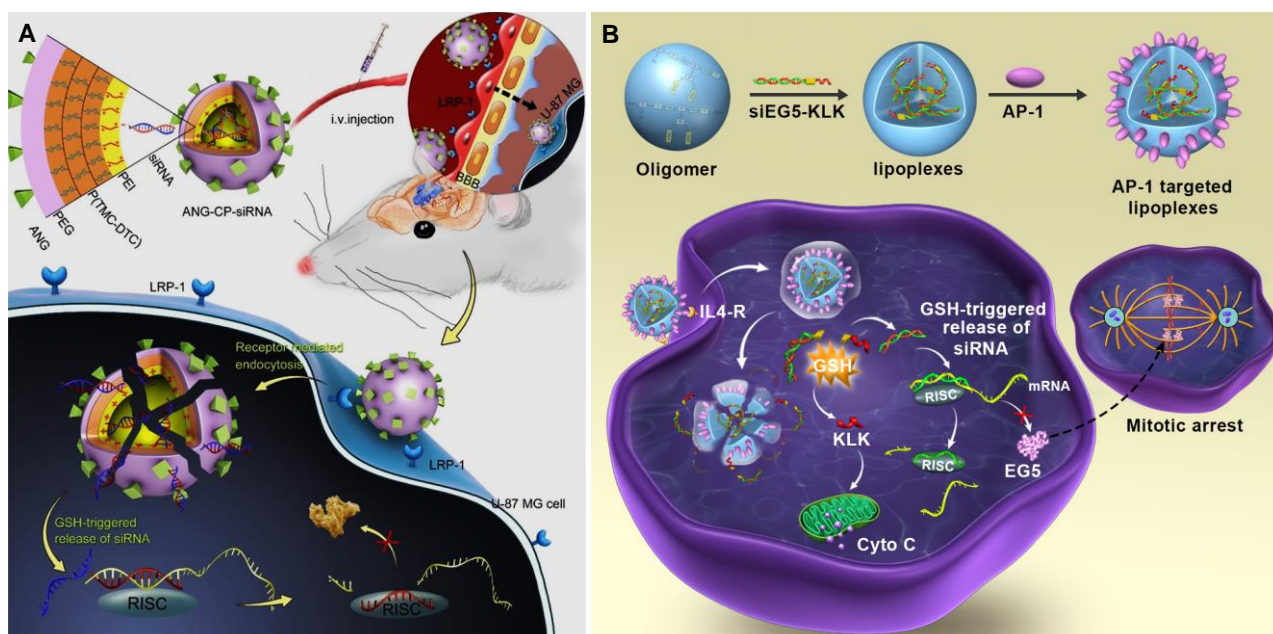 A
i.v.injection
LRP-1
U-87 MG
BBB
siRNA
PEI
P(TMC-DTC)
PEG
ANG
ANG-CP-siRNA
LRP-1
Receptor mediated
endocytosis
LRP-1
U-87 MG cell
GSH-triggered
release of siRNA
RISC
RISC
B
Oligomer
siEG5-KLK
lipoplexes
AP-1
AP-1 targeted
lipoplexes
IL4-R
GSH-triggered
release of
siRNA
GSH
mRNA
RISC
KLK
RISC
EG5
Mitotic arrest
Cyto C